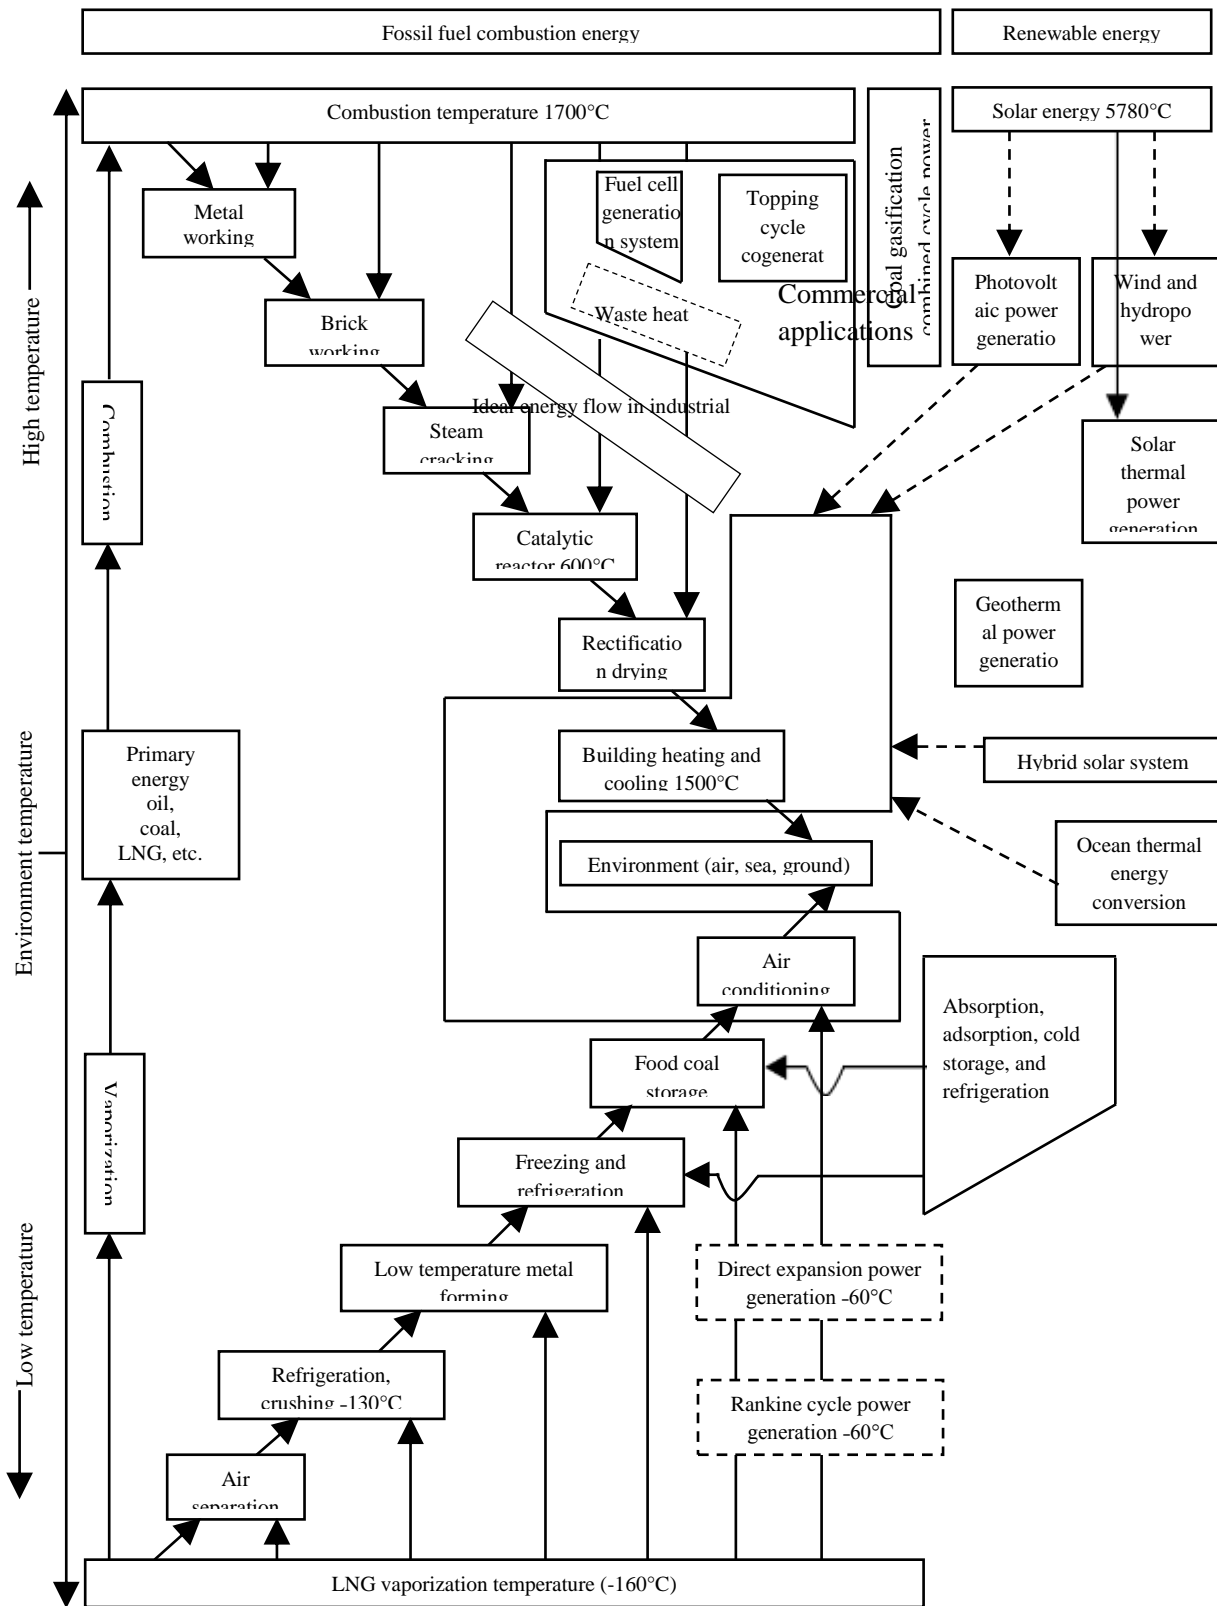 Fossil fuel combustion energy
Renewable energy
Combustion temperature 1700°C
Solar energy 5780°C
Coal gasification
combined cycle power
Fuel cell
generatio
n system
Topping
cycle
cogenerat
Metal
working
Commercial
applications
Photovolt
aic power
generatio
Wind and
hydropo
wer
Waste heat
Brick
working
High temperature
Combustion
Ideal energy flow in industrial
Steam
cracking
Solar
thermal
power
generation
Catalytic
reactor 600°C
Geotherm
al power
generatio
Rectificatio
n drying
Environment temperature
Primary
energy
oil,
coal,
LNG, etc.
Building heating and
cooling 1500°C
Hybrid solar system
Environment (air, sea, ground)
Ocean thermal
energy
conversion
Air
conditioning
Absorption,
adsorption, cold
storage, and
refrigeration
Food coal
storage
Vaporization
Freezing and
refrigeration
Low temperature
Low temperature metal
forming
Direct expansion power
generation -60°C
Refrigeration,
crushing -130°C
Rankine cycle power
generation -60°C
Air
separation
LNG vaporization temperature (-160°C)